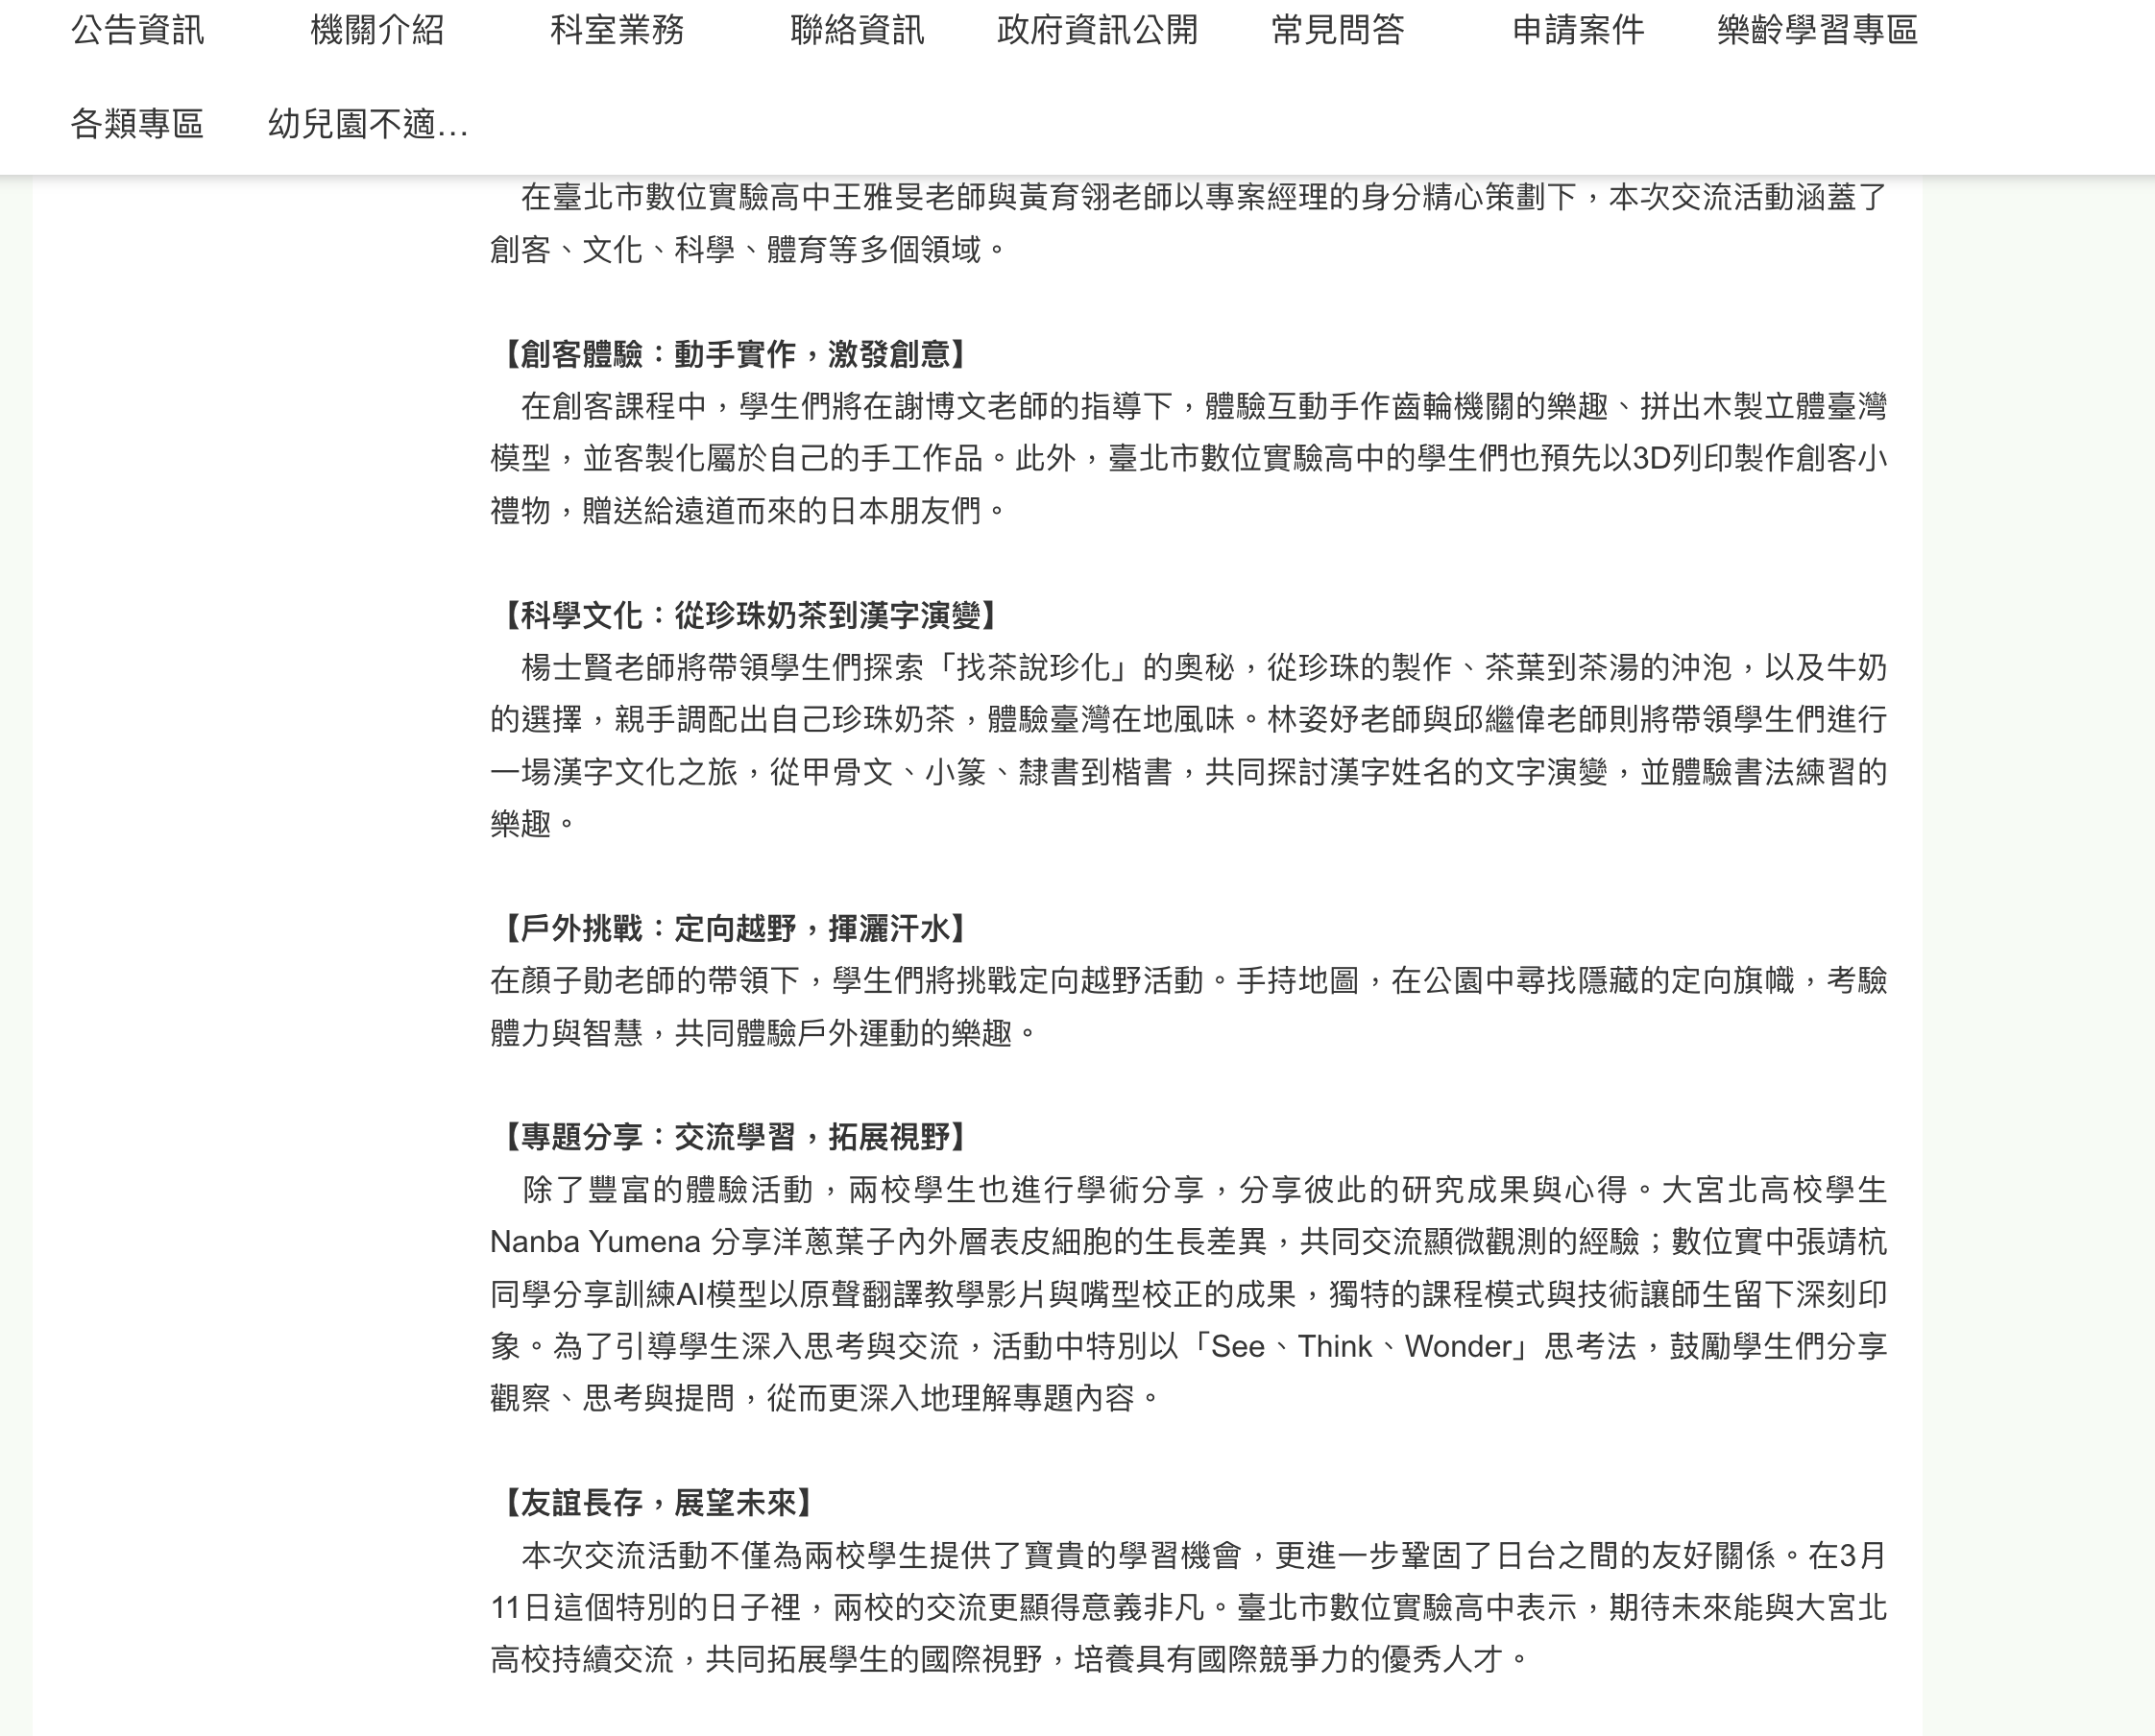 公告資訊 機關介紹 科室業務 聯絡資訊 政府資訊公開 常見問答 申請案件 樂齡學習專區
各類專區 幼兒園不適...
在臺北市數位實驗高中王雅旻老師與黃育翎老師以專案經理的身分精心策劃下，本次交流活動涵蓋了
創客、文化、科學、體育等多個領域。
【創客體驗：動手實作，激發創意】
在創客課程中，學生們將在謝博文老師的指導下，體驗互動手作齒輪機關的樂趣、拼出木製立體臺灣
模型，並客製化屬於自己的手工作品。此外，臺北市數位實驗高中的學生們也預先以3D列印製作創客小
禮物，贈送給遠道而來的日本朋友們。
【科學文化：從珍珠奶茶到漢字演變】
楊士賢老師將帶領學生們探索「找茶說珍化」的奧秘，從珍珠的製作、茶葉到茶湯的沖泡，以及牛奶
的選擇，親手調配出自己珍珠奶茶，體驗臺灣在地風味。林姿妤老師與邱繼偉老師則將帶領學生們進行
一場漢字文化之旅，從甲骨文、小篆、隸書到楷書，共同探討漢字姓名的文字演變，並體驗書法練習的
樂趣。
【戶外挑戰：定向越野，揮灑汗水】
在顏子勛老師的帶領下，學生們將挑戰定向越野活動。手持地圖，在公園中尋找隱藏的定向旗幟，考驗
體力與智慧，共同體驗戶外運動的樂趣。
【專題分享：交流學習，拓展視野】
除了豐富的體驗活動，兩校學生也進行學術分享，分享彼此的研究成果與心得。大宮北高校學生
Nanba Yumena 分享洋蔥葉子內外層表皮細胞的生長差異，共同交流顯微觀測的經驗；數位實中張靖杭
同學分享訓練AI模型以原聲翻譯教學影片與嘴型校正的成果，獨特的課程模式與技術讓師生留下深刻印
象。為了引導學生深入思考與交流，活動中特別以「See、Think、Wonder」思考法，鼓勵學生們分享
觀察、思考與提問，從而更深入地理解專題內容。
【友誼長存，展望未來】
本次交流活動不僅為兩校學生提供了寶貴的學習機會，更進一步鞏固了日台之間的友好關係。在3月
11日這個特別的日子裡，兩校的交流更顯得意義非凡。臺北市數位實驗高中表示，期待未來能與大宮北
高校持續交流，共同拓展學生的國際視野，培養具有國際競爭力的優秀人才。